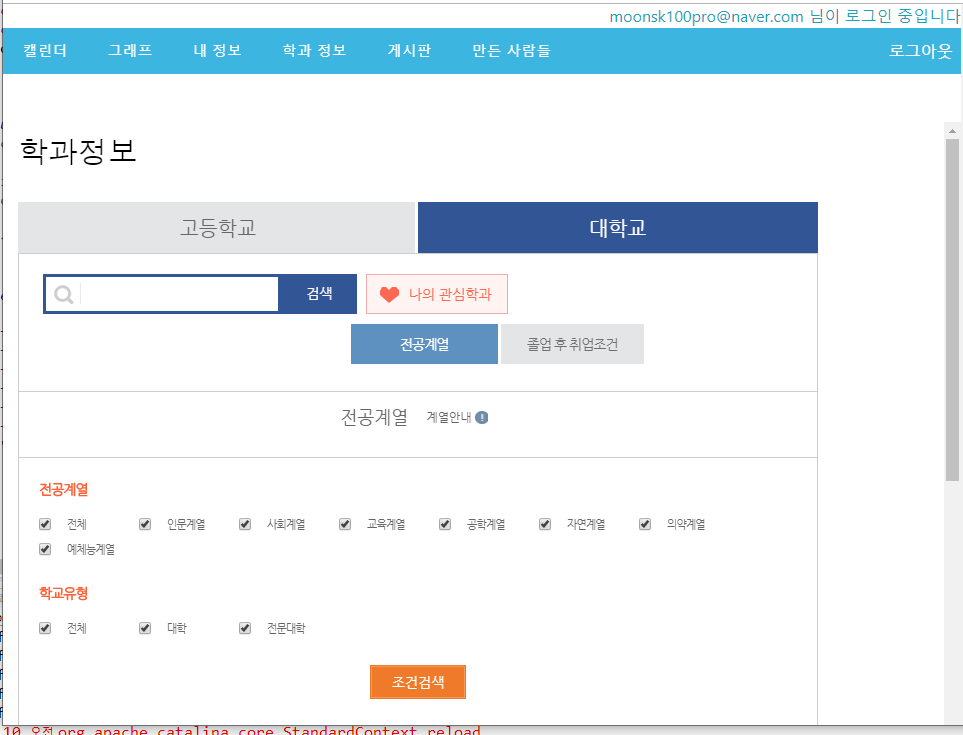 moonsk100pro@naver.com 님이 로그인 중입니다
캘린더 그래프 내 정보 학과 정보 게시판 만든 사람들 로그아웃
학과정보
고등학교 대학교
검색 나의 관심학과
전공계열 졸업 후 취업조건
전공계열 계열안내
전공계열
전체 인문계열 사회계열 교육계열 공학계열 자연계열 의약계열
예체능계열
학교유형
전체 대학 전문대학
조건검색
10, 오전 org.apache.catalina.core.StandardContext reload